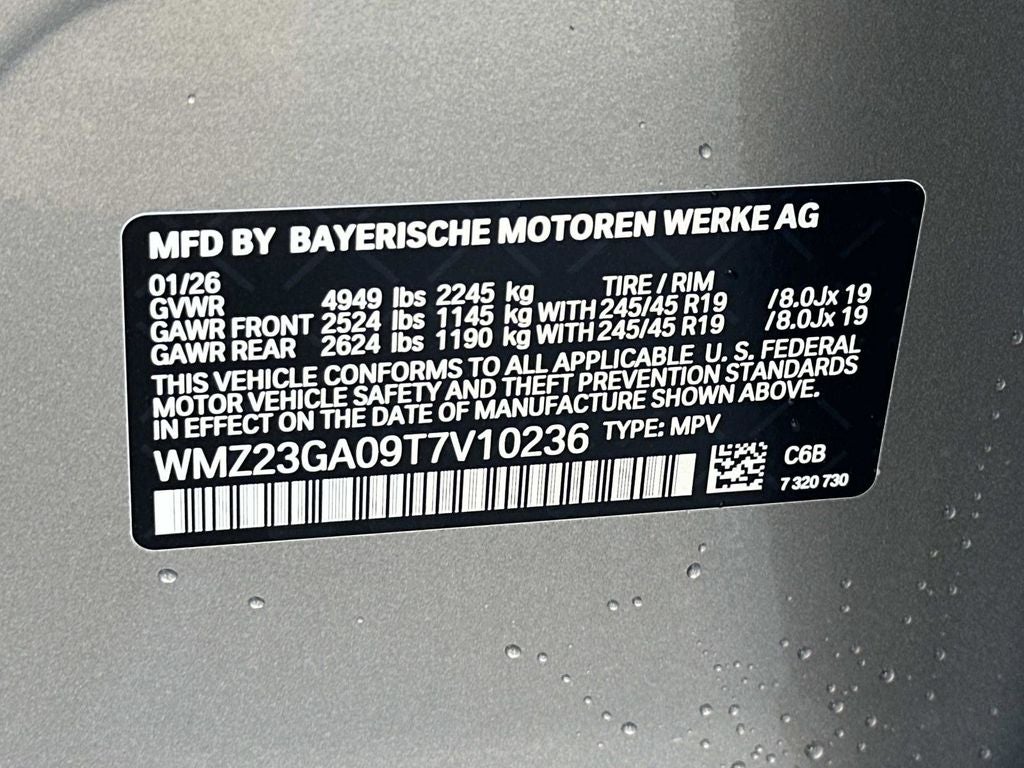 MFD BY BAYERISCHE MOTOREN WERKE AG
01/26 TIRE / RIM
GVWR 4949 lbs 2245 kg
GAWR FRONT 2524 lbs 1145 kg WITH 245/45 R19 /8.0Jx 19
GAWR REAR 2624 lbs 1190 kg WITH 245/45 R19 /8.0Jx 19
THIS VEHICLE CONFORMS TO ALL APPLICABLE U. S. FEDERAL
MOTOR VEHICLE SAFETY AND THEFT PREVENTION STANDARDS
IN EFFECT ON THE DATE OF MANUFACTURE SHOWN ABOVE.
WMZ23GA09T7V10236 TYPE: MPV
C6B
7 320 730